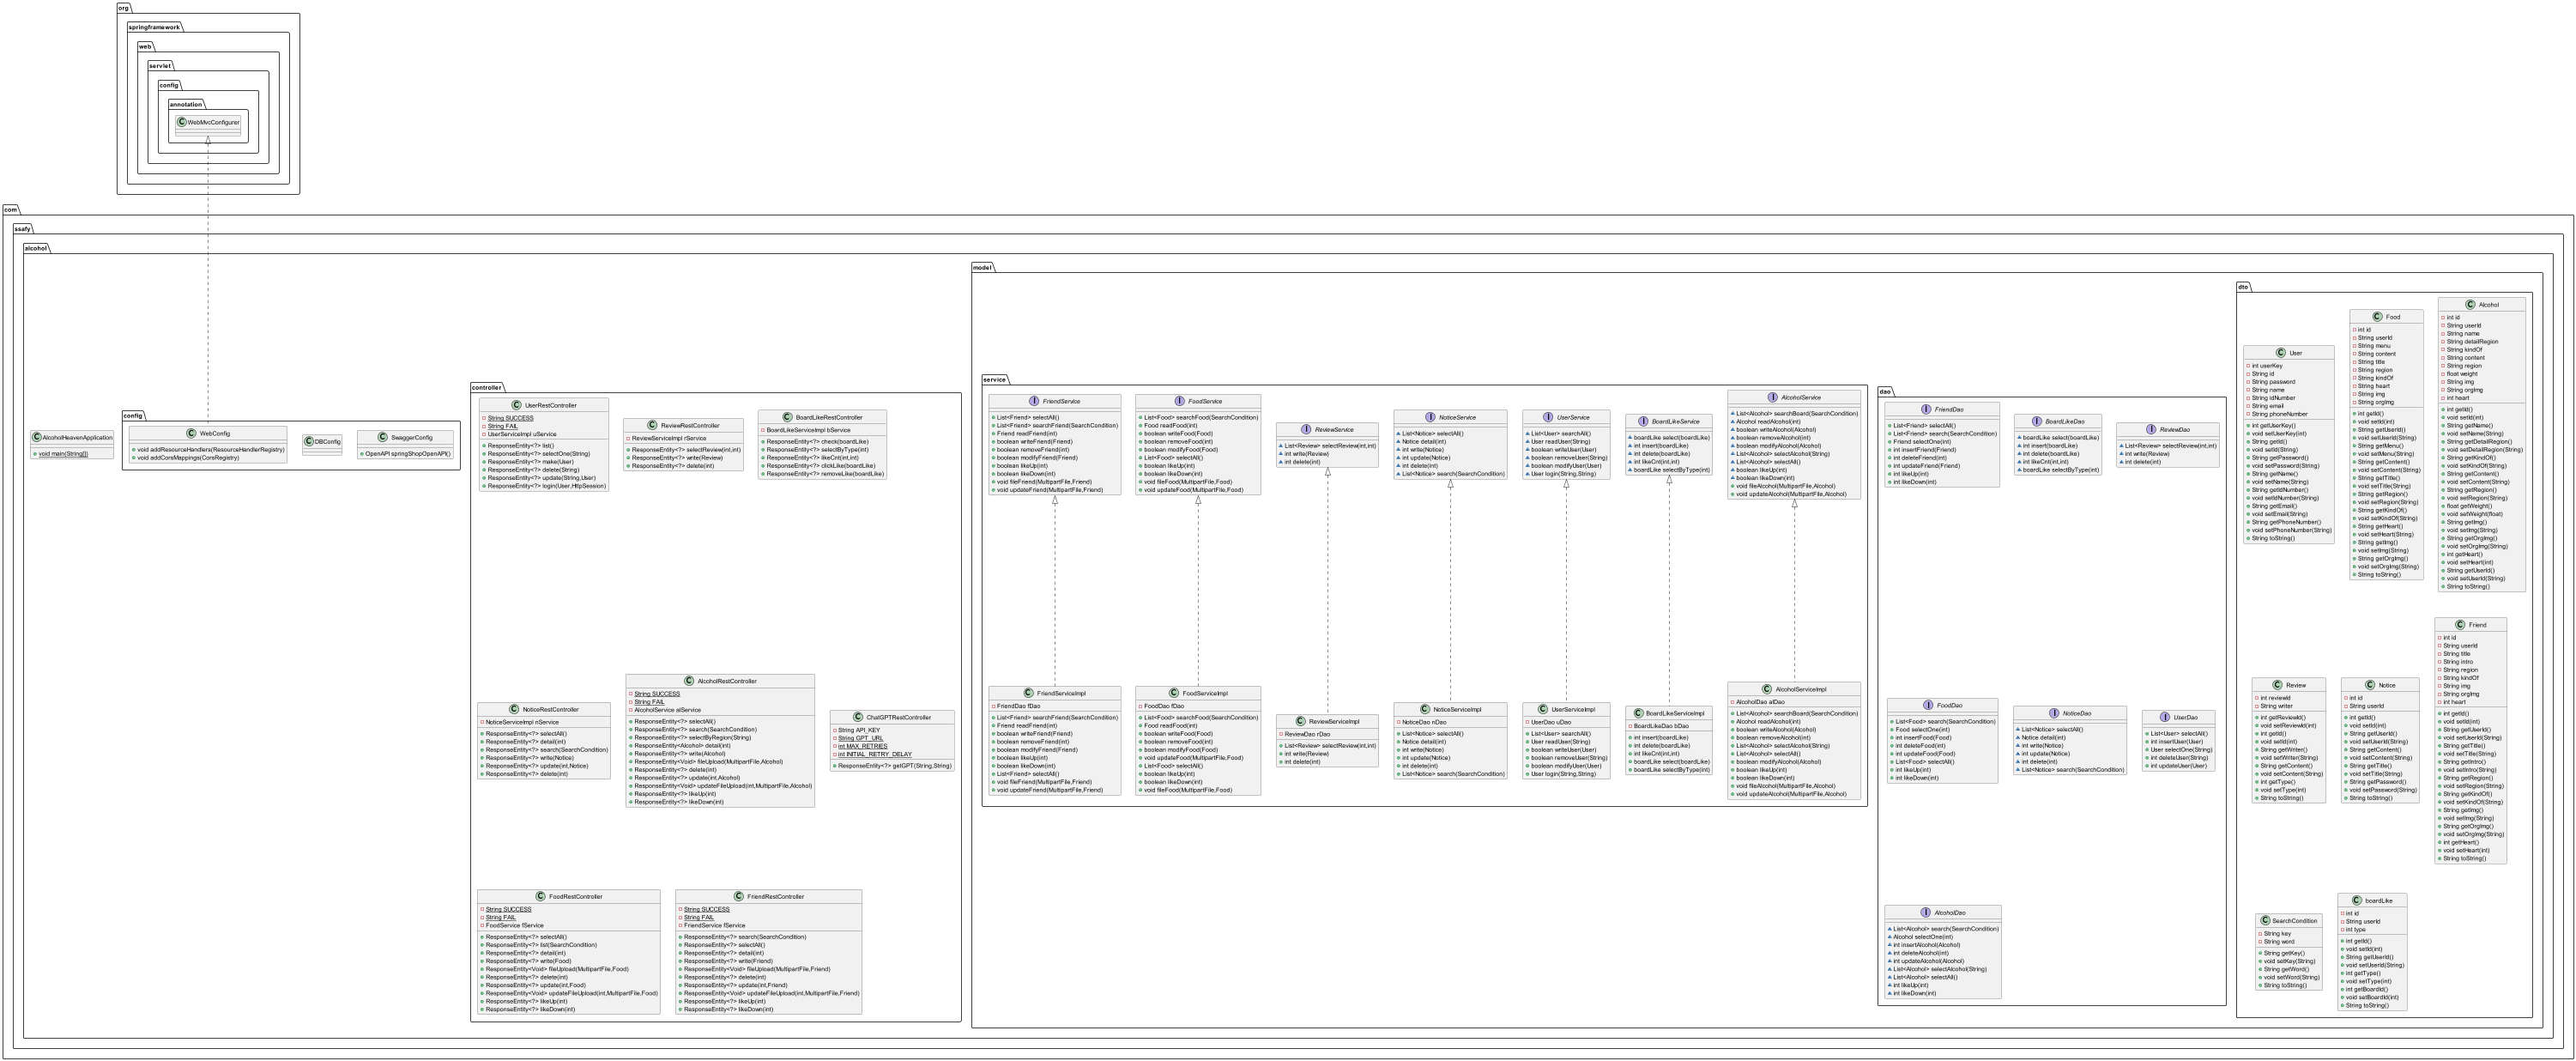 org
springframework
web
servlet
config
annotation
WebMvcConfigurer
com
ssafy
alcohol
AlcoholHeavenApplication
void main(String[])
config
WebConfig
void addResourceHandlers(ResourceHandlerRegistry)
void addCorsMappings(CorsRegistry)
DBConfig
SwaggerConfig
OpenAPI springShopOpenAPI()
controller
UserRestController
String SUCCESS
String FAIL
UserServiceImpl uService
ResponseEntity<?> list()
ResponseEntity<?> selectOne(String)
ResponseEntity<?> make(User)
ResponseEntity<?> delete(String)
ResponseEntity<?> update(String,User)
ResponseEntity<?> login(User,HttpSession)
ReviewRestController
ReviewServiceImpl rService
ResponseEntity<?> selectReview(int,int)
ResponseEntity<?> write(Review)
ResponseEntity<?> delete(int)
BoardLikeRestController
BoardLikeServiceImpl bService
ResponseEntity<?> check(boardLike)
ResponseEntity<?> selectByType(int)
ResponseEntity<?> likeCnt(int,int)
ResponseEntity<?> clickLike(boardLike)
ResponseEntity<?> removeLike(boardLike)
NoticeRestController
NoticeServiceImpl nService
ResponseEntity<?> selectAll()
ResponseEntity<?> detail(int)
ResponseEntity<?> search(SearchCondition)
ResponseEntity<?> write(Notice)
ResponseEntity<?> update(int,Notice)
ResponseEntity<?> delete(int)
AlcoholRestController
String SUCCESS
String FAIL
AlcoholService alService
ResponseEntity<?> selectAll()
ResponseEntity<?> search(SearchCondition)
ResponseEntity<?> selectByRegion(String)
ResponseEntity<Alcohol> detail(int)
ResponseEntity<?> write(Alcohol)
ResponseEntity<Void> fileUpload(MultipartFile,Alcohol)
ResponseEntity<?> delete(int)
ResponseEntity<?> update(int,Alcohol)
ResponseEntity<Void> updateFileUpload(int,MultipartFile,Alcohol)
ResponseEntity<?> likeUp(int)
ResponseEntity<?> likeDown(int)
ChatGPTRestController
String API_KEY
String GPT_URL
int MAX_RETRIES
int INITIAL_RETRY_DELAY
ResponseEntity<?> getGPT(String,String)
FoodRestController
String SUCCESS
String FAIL
FoodService fService
ResponseEntity<?> selectAll()
ResponseEntity<?> list(SearchCondition)
ResponseEntity<?> detail(int)
ResponseEntity<?> write(Food)
ResponseEntity<Void> fileUpload(MultipartFile,Food)
ResponseEntity<?> delete(int)
ResponseEntity<?> update(int,Food)
ResponseEntity<Void> updateFileUpload(int,MultipartFile,Food)
ResponseEntity<?> likeUp(int)
ResponseEntity<?> likeDown(int)
FriendRestController
String SUCCESS
String FAIL
FriendService fService
ResponseEntity<?> search(SearchCondition)
ResponseEntity<?> selectAll()
ResponseEntity<?> detail(int)
ResponseEntity<?> write(Friend)
ResponseEntity<Void> fileUpload(MultipartFile,Friend)
ResponseEntity<?> delete(int)
ResponseEntity<?> update(int,Friend)
ResponseEntity<Void> updateFileUpload(int,MultipartFile,Friend)
ResponseEntity<?> likeUp(int)
ResponseEntity<?> likeDown(int)
model
service
FriendService
List<Friend> selectAll()
List<Friend> searchFriend(SearchCondition)
Friend readFriend(int)
boolean writeFriend(Friend)
boolean removeFriend(int)
boolean modifyFriend(Friend)
boolean likeUp(int)
boolean likeDown(int)
void fileFriend(MultipartFile,Friend)
void updateFriend(MultipartFile,Friend)
FoodService
List<Food> searchFood(SearchCondition)
Food readFood(int)
boolean writeFood(Food)
boolean removeFood(int)
boolean modifyFood(Food)
List<Food> selectAll()
boolean likeUp(int)
boolean likeDown(int)
void fileFood(MultipartFile,Food)
void updateFood(MultipartFile,Food)
ReviewService
List<Review> selectReview(int,int)
int write(Review)
int delete(int)
NoticeService
List<Notice> selectAll()
Notice detail(int)
int write(Notice)
int update(Notice)
int delete(int)
List<Notice> search(SearchCondition)
UserService
List<User> searchAll()
User readUser(String)
boolean writeUser(User)
boolean removeUser(String)
boolean modifyUser(User)
User login(String,String)
BoardLikeService
boardLike select(boardLike)
int insert(boardLike)
int delete(boardLike)
int likeCnt(int,int)
boardLike selectByType(int)
AlcoholService
List<Alcohol> searchBoard(SearchCondition)
Alcohol readAlcohol(int)
boolean writeAlcohol(Alcohol)
boolean removeAlcohol(int)
boolean modifyAlcohol(Alcohol)
List<Alcohol> selectAlcohol(String)
List<Alcohol> selectAll()
boolean likeUp(int)
boolean likeDown(int)
void fileAlcohol(MultipartFile,Alcohol)
void updateAlcohol(MultipartFile,Alcohol)
FriendServiceImpl
FriendDao fDao
List<Friend> searchFriend(SearchCondition)
Friend readFriend(int)
boolean writeFriend(Friend)
boolean removeFriend(int)
boolean modifyFriend(Friend)
boolean likeUp(int)
boolean likeDown(int)
List<Friend> selectAll()
void fileFriend(MultipartFile,Friend)
void updateFriend(MultipartFile,Friend)
FoodServiceImpl
FoodDao fDao
List<Food> searchFood(SearchCondition)
Food readFood(int)
boolean writeFood(Food)
boolean removeFood(int)
boolean modifyFood(Food)
void updateFood(MultipartFile,Food)
List<Food> selectAll()
boolean likeUp(int)
boolean likeDown(int)
void fileFood(MultipartFile,Food)
ReviewServiceImpl
ReviewDao rDao
List<Review> selectReview(int,int)
int write(Review)
int delete(int)
NoticeServiceImpl
NoticeDao nDao
List<Notice> selectAll()
Notice detail(int)
int write(Notice)
int update(Notice)
int delete(int)
List<Notice> search(SearchCondition)
UserServiceImpl
UserDao uDao
List<User> searchAll()
User readUser(String)
boolean writeUser(User)
boolean removeUser(String)
boolean modifyUser(User)
User login(String,String)
BoardLikeServiceImpl
BoardLikeDao bDao
int insert(boardLike)
int delete(boardLike)
int likeCnt(int,int)
boardLike select(boardLike)
boardLike selectByType(int)
AlcoholServiceImpl
AlcoholDao alDao
List<Alcohol> searchBoard(SearchCondition)
Alcohol readAlcohol(int)
boolean writeAlcohol(Alcohol)
boolean removeAlcohol(int)
List<Alcohol> selectAlcohol(String)
List<Alcohol> selectAll()
boolean modifyAlcohol(Alcohol)
boolean likeUp(int)
boolean likeDown(int)
void fileAlcohol(MultipartFile,Alcohol)
void updateAlcohol(MultipartFile,Alcohol)
dao
FriendDao
List<Friend> selectAll()
List<Friend> search(SearchCondition)
Friend selectOne(int)
int insertFriend(Friend)
int deleteFriend(int)
int updateFriend(Friend)
int likeUp(int)
int likeDown(int)
BoardLikeDao
boardLike select(boardLike)
int insert(boardLike)
int delete(boardLike)
int likeCnt(int,int)
boardLike selectByType(int)
ReviewDao
List<Review> selectReview(int,int)
int write(Review)
int delete(int)
FoodDao
List<Food> search(SearchCondition)
Food selectOne(int)
int insertFood(Food)
int deleteFood(int)
int updateFood(Food)
List<Food> selectAll()
int likeUp(int)
int likeDown(int)
NoticeDao
List<Notice> selectAll()
Notice detail(int)
int write(Notice)
int update(Notice)
int delete(int)
List<Notice> search(SearchCondition)
UserDao
List<User> selectAll()
int insertUser(User)
User selectOne(String)
int deleteUser(String)
int updateUser(User)
AlcoholDao
List<Alcohol> search(SearchCondition)
Alcohol selectOne(int)
int insertAlcohol(Alcohol)
int deleteAlcohol(int)
int updateAlcohol(Alcohol)
List<Alcohol> selectAlcohol(String)
List<Alcohol> selectAll()
int likeUp(int)
int likeDown(int)
dto
User
int userKey
String id
String password
String name
String idNumber
String email
String phoneNumber
int getUserKey()
void setUserKey(int)
String getId()
void setId(String)
String getPassword()
void setPassword(String)
String getName()
void setName(String)
String getIdNumber()
void setIdNumber(String)
String getEmail()
void setEmail(String)
String getPhoneNumber()
void setPhoneNumber(String)
String toString()
Food
int id
String userId
String menu
String content
String title
String region
String kindOf
String heart
String img
String orgImg
int getId()
void setId(int)
String getUserId()
void setUserId(String)
String getMenu()
void setMenu(String)
String getContent()
void setContent(String)
String getTitle()
void setTitle(String)
String getRegion()
void setRegion(String)
String getKindOf()
void setKindOf(String)
String getHeart()
void setHeart(String)
String getImg()
void setImg(String)
String getOrgImg()
void setOrgImg(String)
String toString()
Alcohol
int id
String userId
String name
String detailRegion
String kindOf
String content
String region
float weight
String img
String orgImg
int heart
int getId()
void setId(int)
String getName()
void setName(String)
String getDetailRegion()
void setDetailRegion(String)
String getKindOf()
void setKindOf(String)
String getContent()
void setContent(String)
String getRegion()
void setRegion(String)
float getWeight()
void setWeight(float)
String getImg()
void setImg(String)
String getOrgImg()
void setOrgImg(String)
int getHeart()
void setHeart(int)
String getUserId()
void setUserId(String)
String toString()
Review
int reviewId
String writer
int getReviewId()
void setReviewId(int)
int getId()
void setId(int)
String getWriter()
void setWriter(String)
String getContent()
void setContent(String)
int getType()
void setType(int)
String toString()
Notice
int id
String userId
int getId()
void setId(int)
String getUserId()
void setUserId(String)
String getContent()
void setContent(String)
String getTitle()
void setTitle(String)
String getPassword()
void setPassword(String)
String toString()
Friend
int id
String userId
String title
String intro
String region
String kindOf
String img
String orgImg
int heart
int getId()
void setId(int)
String getUserId()
void setUserId(String)
String getTitle()
void setTitle(String)
String getIntro()
void setIntro(String)
String getRegion()
void setRegion(String)
String getKindOf()
void setKindOf(String)
String getImg()
void setImg(String)
String getOrgImg()
void setOrgImg(String)
int getHeart()
void setHeart(int)
String toString()
SearchCondition
String key
String word
String getKey()
void setKey(String)
String getWord()
void setWord(String)
String toString()
boardLike
int id
String userId
int type
int getId()
void setId(int)
String getUserId()
void setUserId(String)
int getType()
void setType(int)
int getBoardId()
void setBoardId(int)
String toString()